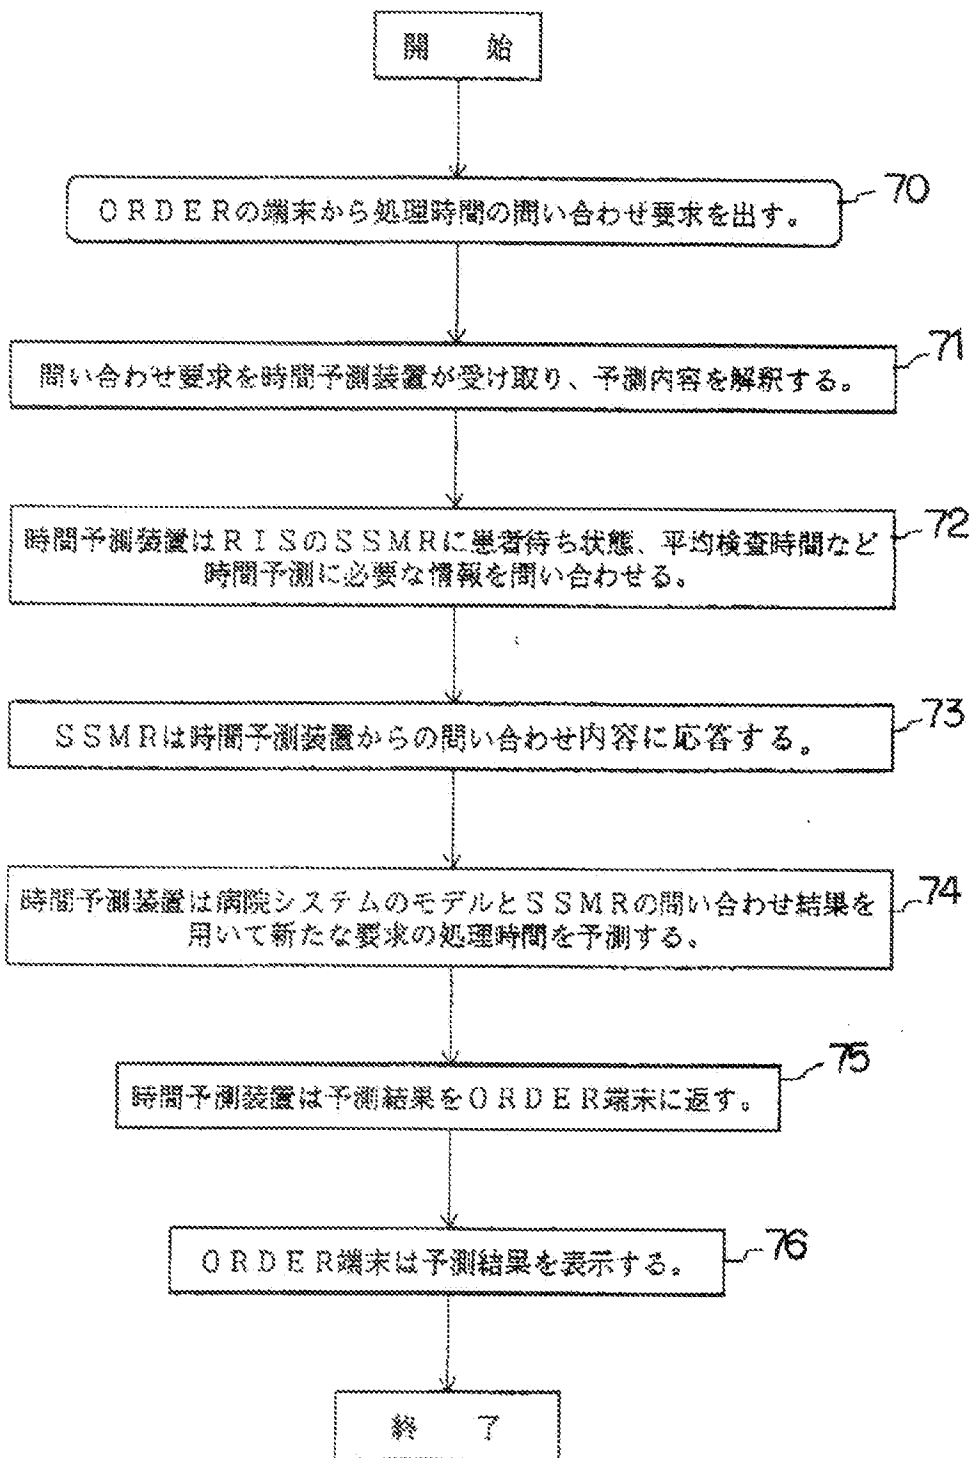 開 始
ORDERの端末から処理時間の問い合わせ要求を出す。
70
問い合わせ要求を時間予測装置が受け取り、予測内容を解釈する。
71
時間予測装置はRISのSSMRに患者待ち状態、平均検査時間など
時間予測に必要な情報を問い合わせる。
72
SSMRは時間予測装置からの問い合わせ内容に応答する。
73
時間予測装置は病院システムのモデルとSSMRの問い合わせ結果を
用いて新たな要求の処理時間を予測する。
74
時間予測装置は予測結果をORDER端末に返す。
75
ORDER端末は予測結果を表示する。
76
終 了